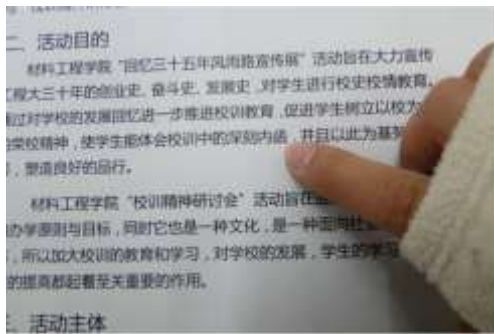 二、活动目的
材料工程学院“回忆三十五年风雨路宣传展”活动旨在大力宣传
工程大三十年的创业史、奋斗史、发展史,对学生进行校史校情教育。
通过对学校的发展回忆进一步推进校训教育,促进学生树立以校为
荣校精神,使学生能体会校训中的深刻内涵,并且以此为基
,塑造良好的品行。
材料工程学院“校训精神研讨会”活动旨在
办学原则与目标,同时它也是一种文化,是一种面向社
,所以加大校训的教育和学习,对学校的发展,学生的学习
的提高都起着至关重要的作用。
三、活动主体